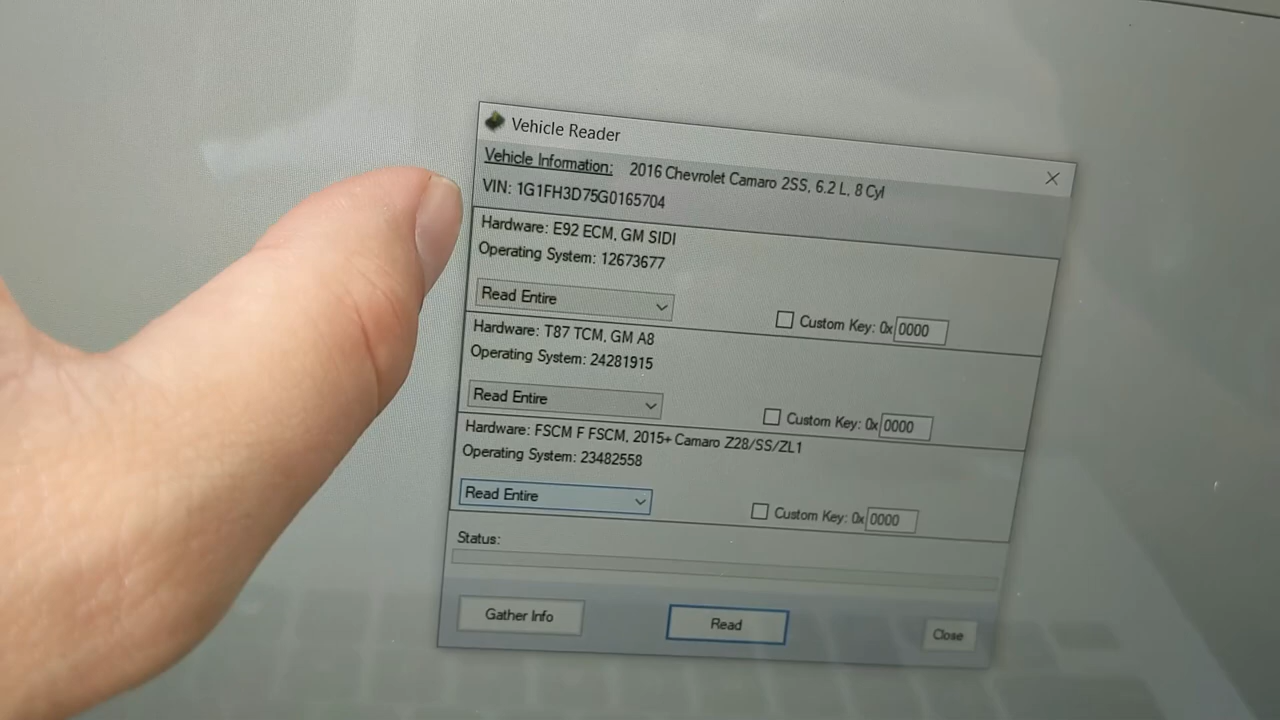 Vehicle Reader
Vehicle Information: 2016 Chevrolet Camaro 2SS, 6.2 L, 8 Cyl
VIN: 1G1FH3D75G0165704
Hardware: E92 ECM, GM SIDI
Operating System: 12673677
Read Entire
Custom Key: 0x 0000
Hardware: T87 TCM, GM A8
Operating System: 24281915
Read Entire
Custom Key: 0x 0000
Hardware: FSCM F FSCM, 2015+ Camaro Z28/SS/ZL1
Operating System: 23482558
Read Entire
Custom Key: 0x 0000
Status:
Gather Info Read Close